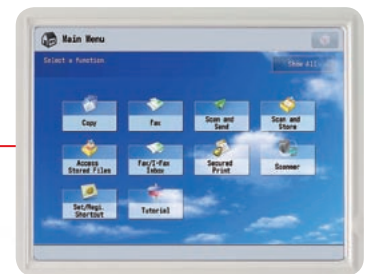 Main Menu
Select a function.
Show All
Copy
Fax
Scan and
Send
Scan and
Store
Access
Stored Files
Fax/I-Fax
Inbox
Secured
Print
Scanner
Set/Regi.
Shortcut
Tutorial